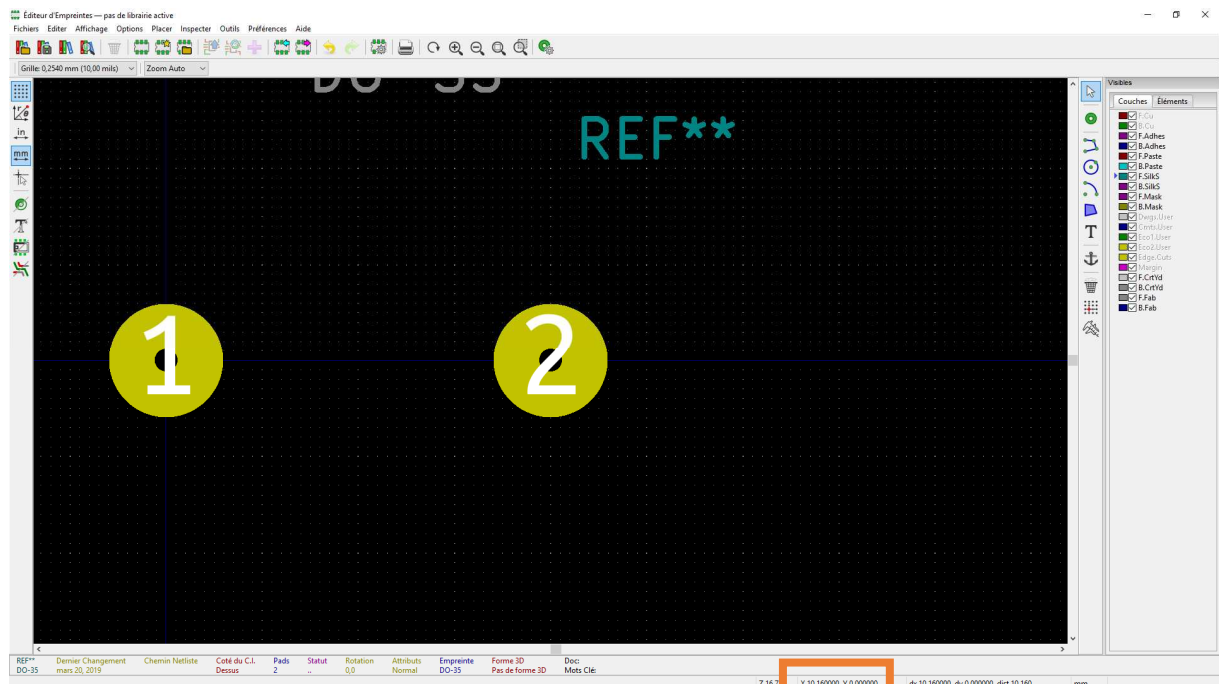 Éditeur d'Empreintes — pas de librairie active
Fichiers Editer Affichage Options Placer Inspecter Outils Préférences Aide
Grille: 0,2540 mm (10,00 mils) Zoom Auto
Visibles
Couches Éléments
F.Cu
B.Cu
F.Adhes
B.Adhes
F.Paste
B.Paste
F.SilkS
B.SilkS
F.Mask
B.Mask
Dwgs.User
Cmts.User
Eco1.User
Eco2.User
Edge.Cuts
Margin
F.CrtYd
B.CrtYd
F.Fab
B.Fab
in
mm
REF**
1 2
REF** Dernier Changement Chemin Netliste Coté du C.I. Pads Statut Rotation Attributs Empreinte Forme 3D Doc:
DO-35 mars 20, 2019 Dessus 2 .. 0,0 Normal DO-35 Pas de forme 3D Mots Clé:
X 10,160000 Y 0,000000 dx 10,160000 dy 0,000000 dist 10,160 mm